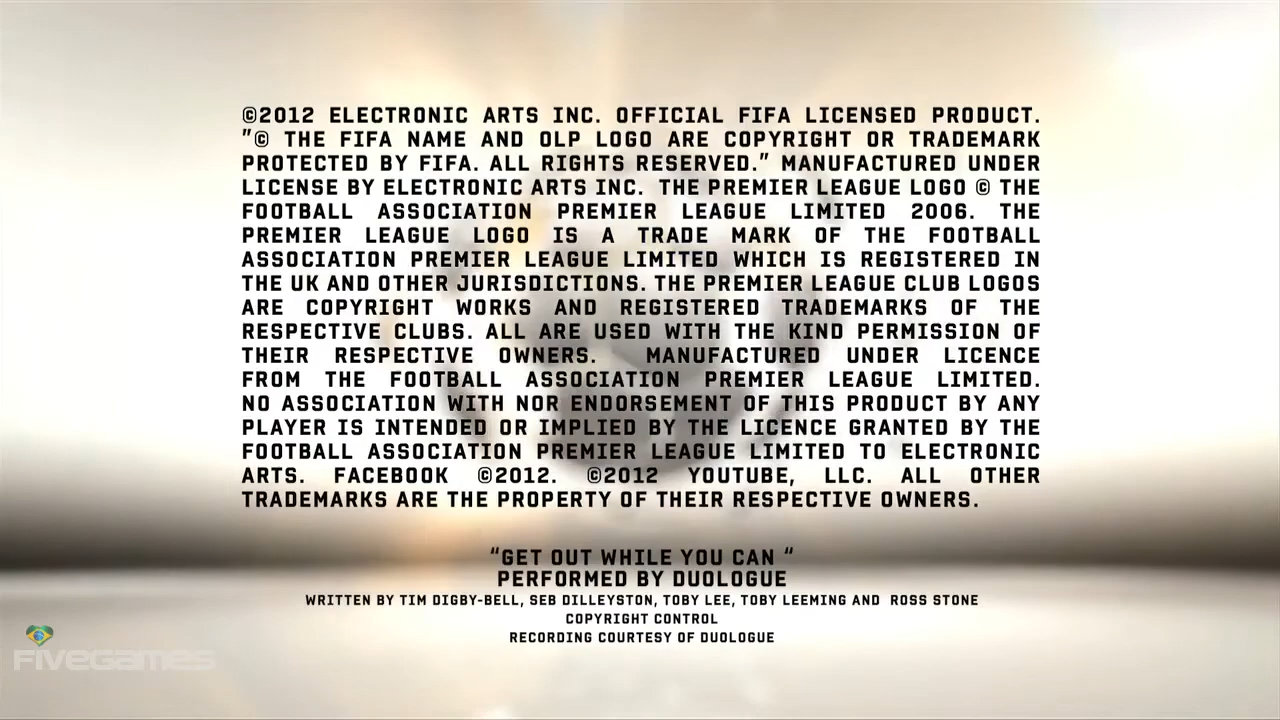 ©2012 ELECTRONIC ARTS INC. OFFICIAL FIFA LICENSED PRODUCT.
"© THE FIFA NAME AND OLP LOGO ARE COPYRIGHT OR TRADEMARK
PROTECTED BY FIFA. ALL RIGHTS RESERVED." MANUFACTURED UNDER
LICENSE BY ELECTRONIC ARTS INC. THE PREMIER LEAGUE LOGO © THE
FOOTBALL ASSOCIATION PREMIER LEAGUE LIMITED 2006. THE
PREMIER LEAGUE LOGO IS A TRADE MARK OF THE FOOTBALL
ASSOCIATION PREMIER LEAGUE LIMITED WHICH IS REGISTERED IN
THE UK AND OTHER JURISDICTIONS. THE PREMIER LEAGUE CLUB LOGOS
ARE COPYRIGHT WORKS AND REGISTERED TRADEMARKS OF THE
RESPECTIVE CLUBS. ALL ARE USED WITH THE KIND PERMISSION OF
THEIR RESPECTIVE OWNERS. MANUFACTURED UNDER LICENCE
FROM THE FOOTBALL ASSOCIATION PREMIER LEAGUE LIMITED.
NO ASSOCIATION WITH NOR ENDORSEMENT OF THIS PRODUCT BY ANY
PLAYER IS INTENDED OR IMPLIED BY THE LICENCE GRANTED BY THE
FOOTBALL ASSOCIATION PREMIER LEAGUE LIMITED TO ELECTRONIC
ARTS. FACEBOOK ©2012. ©2012 YOUTUBE, LLC. ALL OTHER
TRADEMARKS ARE THE PROPERTY OF THEIR RESPECTIVE OWNERS.
"GET OUT WHILE YOU CAN "
PERFORMED BY DUOLOGUE
WRITTEN BY TIM DIGBY-BELL, SEB DILLEYSTON, TOBY LEE, TOBY LEEMING AND ROSS STONE
COPYRIGHT CONTROL
RECORDING COURTESY OF DUOLOGUE
FIVEGAMES